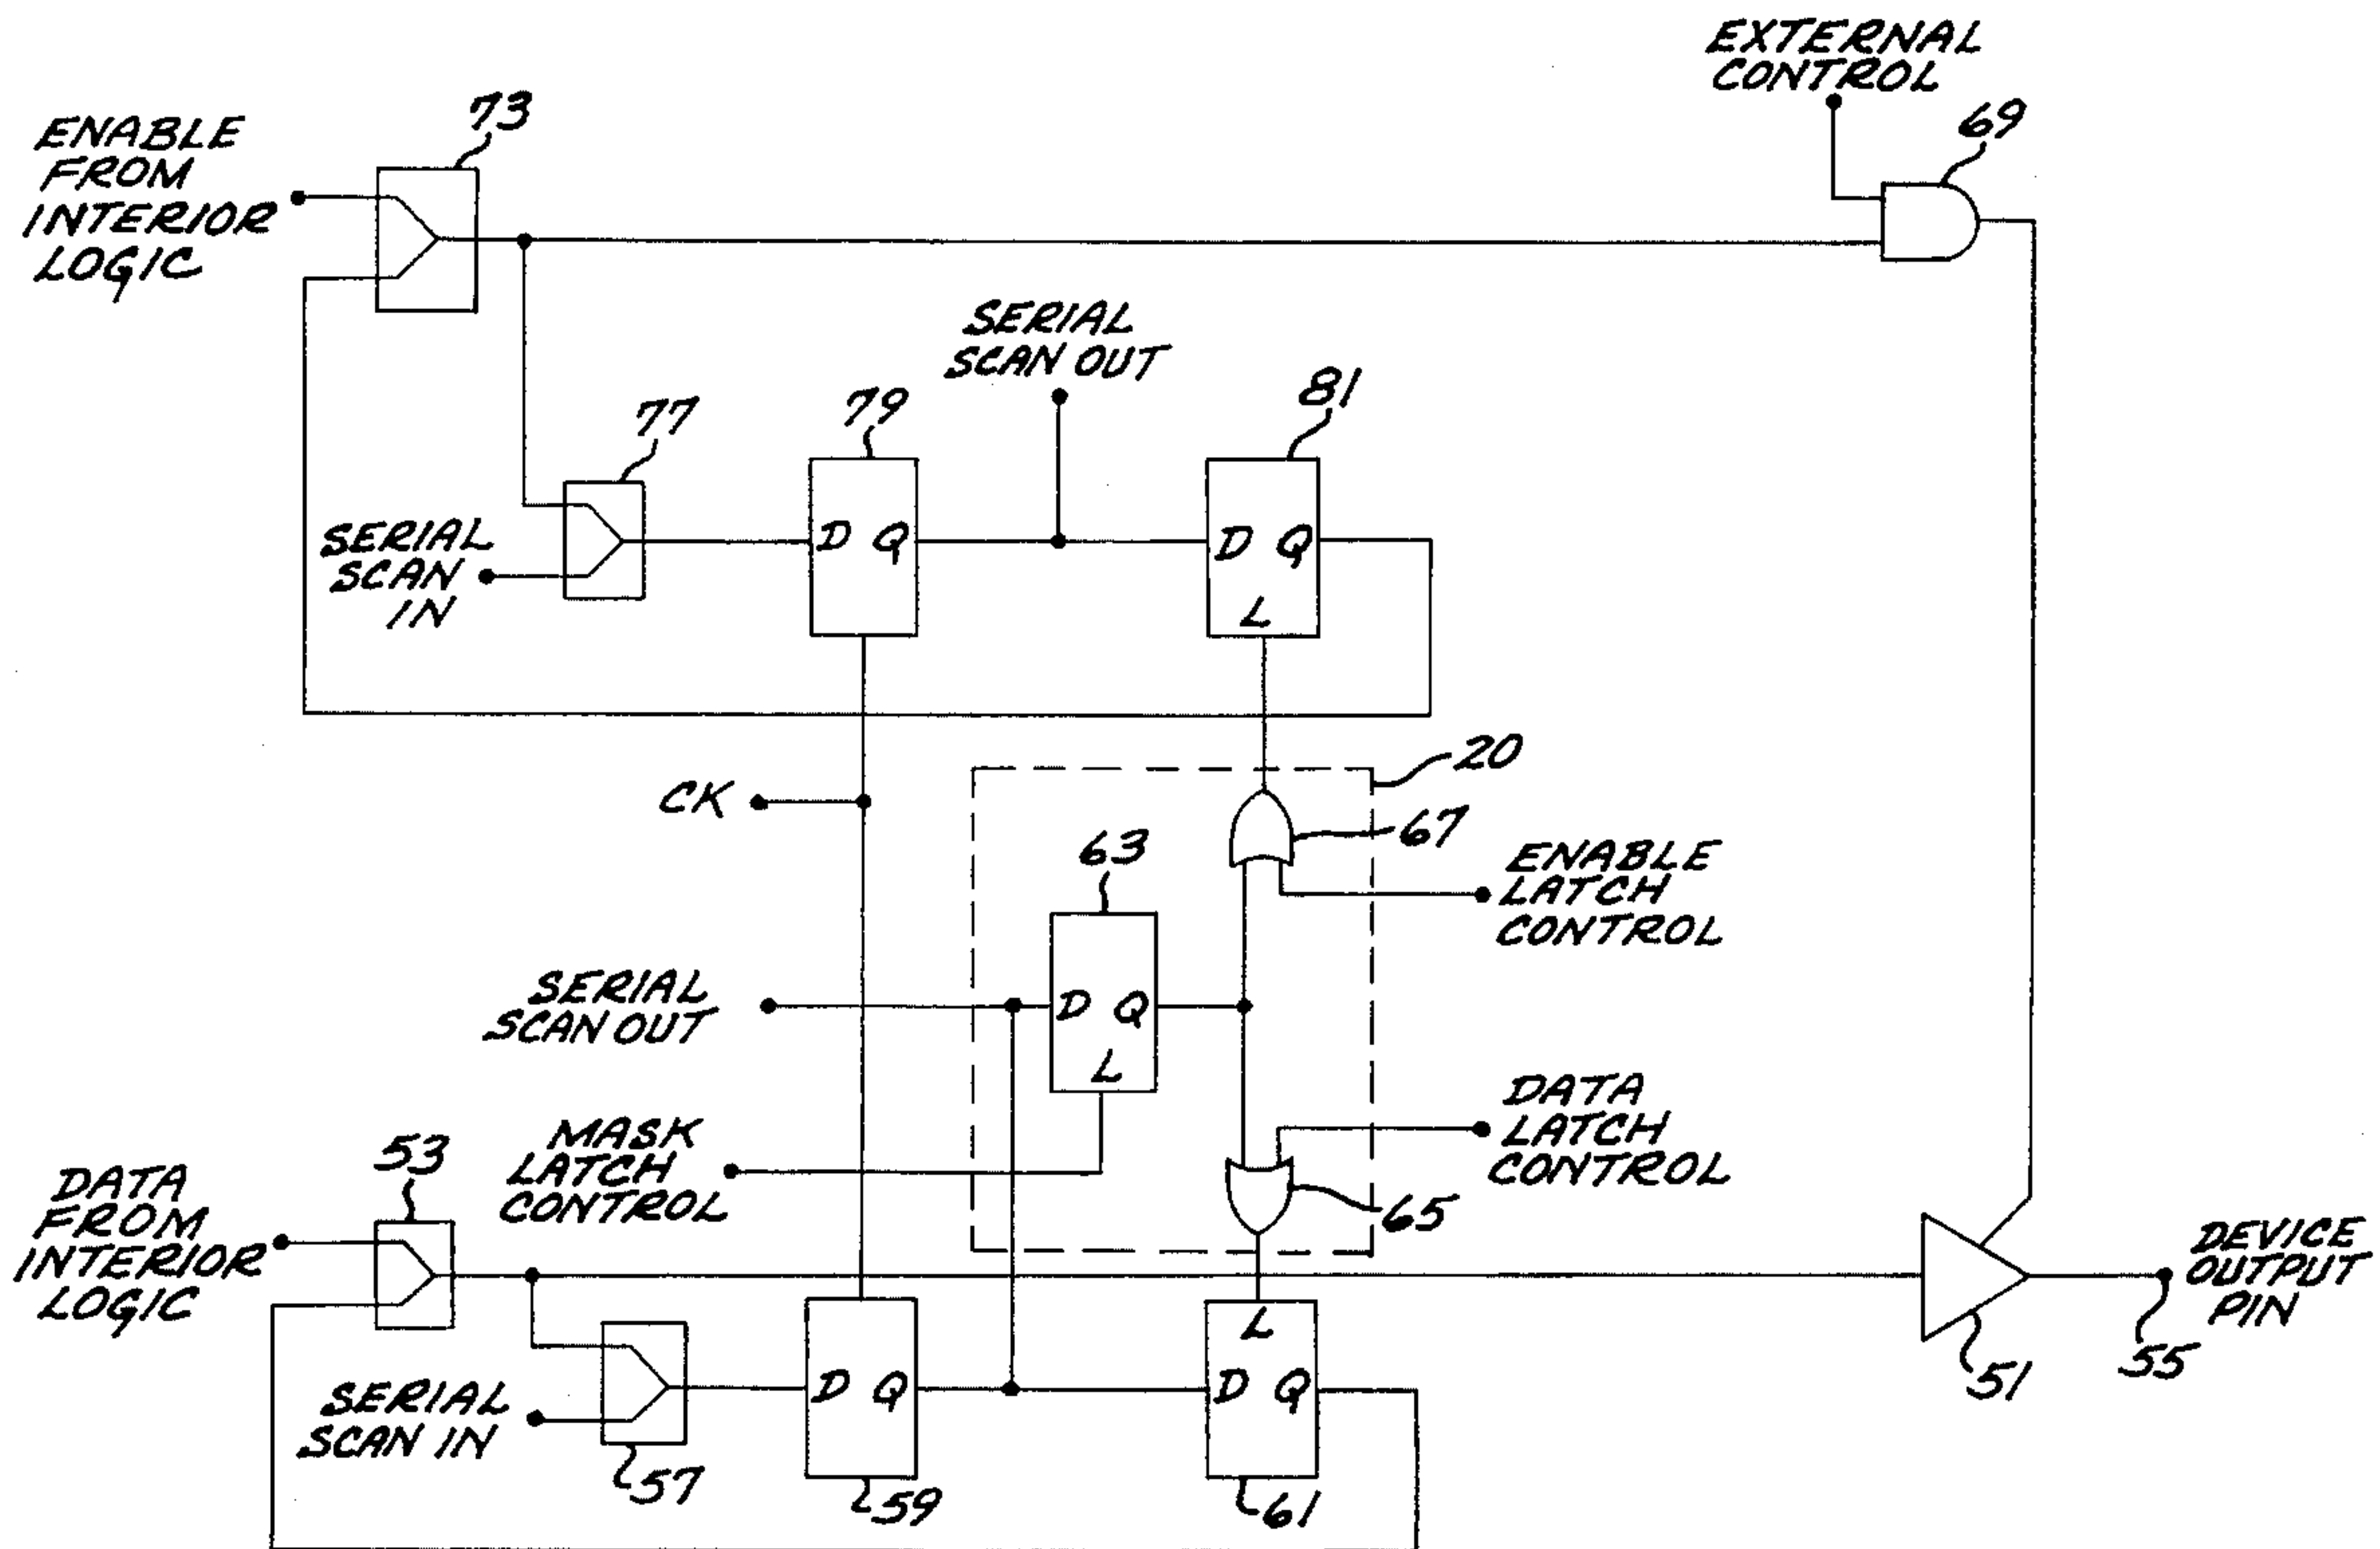 EXTERNAL
CONTROL
69
73
ENABLE
FROM
INTERIOR
LOGIC
SERIAL
SCAN OUT
81
79
77
SERIAL
SCAN
IN
D Q
D Q
L
20
CK
67
63
ENABLE
LATCH
CONTROL
SERIAL
SCAN OUT
D Q
L
DATA
LATCH
CONTROL
MASK
LATCH
CONTROL
53
65
DATA
FROM
INTERIOR
LOGIC
DEVICE
OUTPUT
PIN
L
D Q
D Q
SERIAL
SCAN IN
57
59
61
51
55